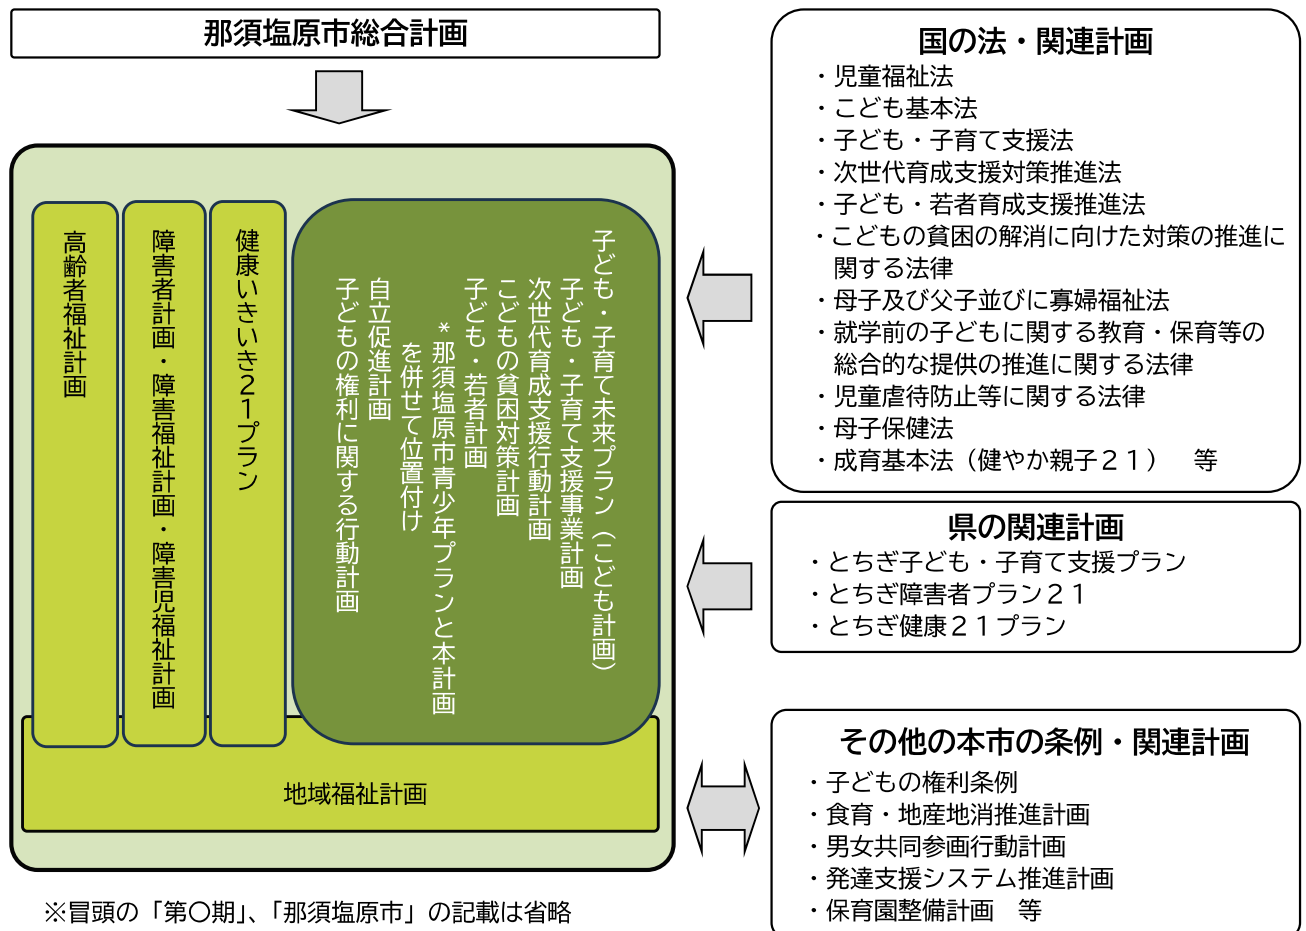 那須塩原市総合計画
高齢者福祉計画
障害者計画・障害福祉計画・障害児福祉計画
健康いきいき21プラン
子ども・子育て未来プラン（こども計画）
子ども・子育て支援事業計画
次世代育成支援行動計画
こどもの貧困対策計画
子ども・若者計画
＊那須塩原市青少年プランと本計画
を併せて位置付け
自立促進計画
子どもの権利に関する行動計画
地域福祉計画
※冒頭の「第〇期」、「那須塩原市」の記載は省略
国の法・関連計画
・児童福祉法
・こども基本法
・子ども・子育て支援法
・次世代育成支援対策推進法
・子ども・若者育成支援推進法
・こどもの貧困の解消に向けた対策の推進に
関する法律
・母子及び父子並びに寡婦福祉法
・就学前の子どもに関する教育・保育等の
総合的な提供の推進に関する法律
・児童虐待防止等に関する法律
・母子保健法
・成育基本法（健やか親子２１）　等
県の関連計画
・とちぎ子ども・子育て支援プラン
・とちぎ障害者プラン２１
・とちぎ健康２１プラン
その他の本市の条例・関連計画
・子どもの権利条例
・食育・地産地消推進計画
・男女共同参画行動計画
・発達支援システム推進計画
・保育園整備計画　等